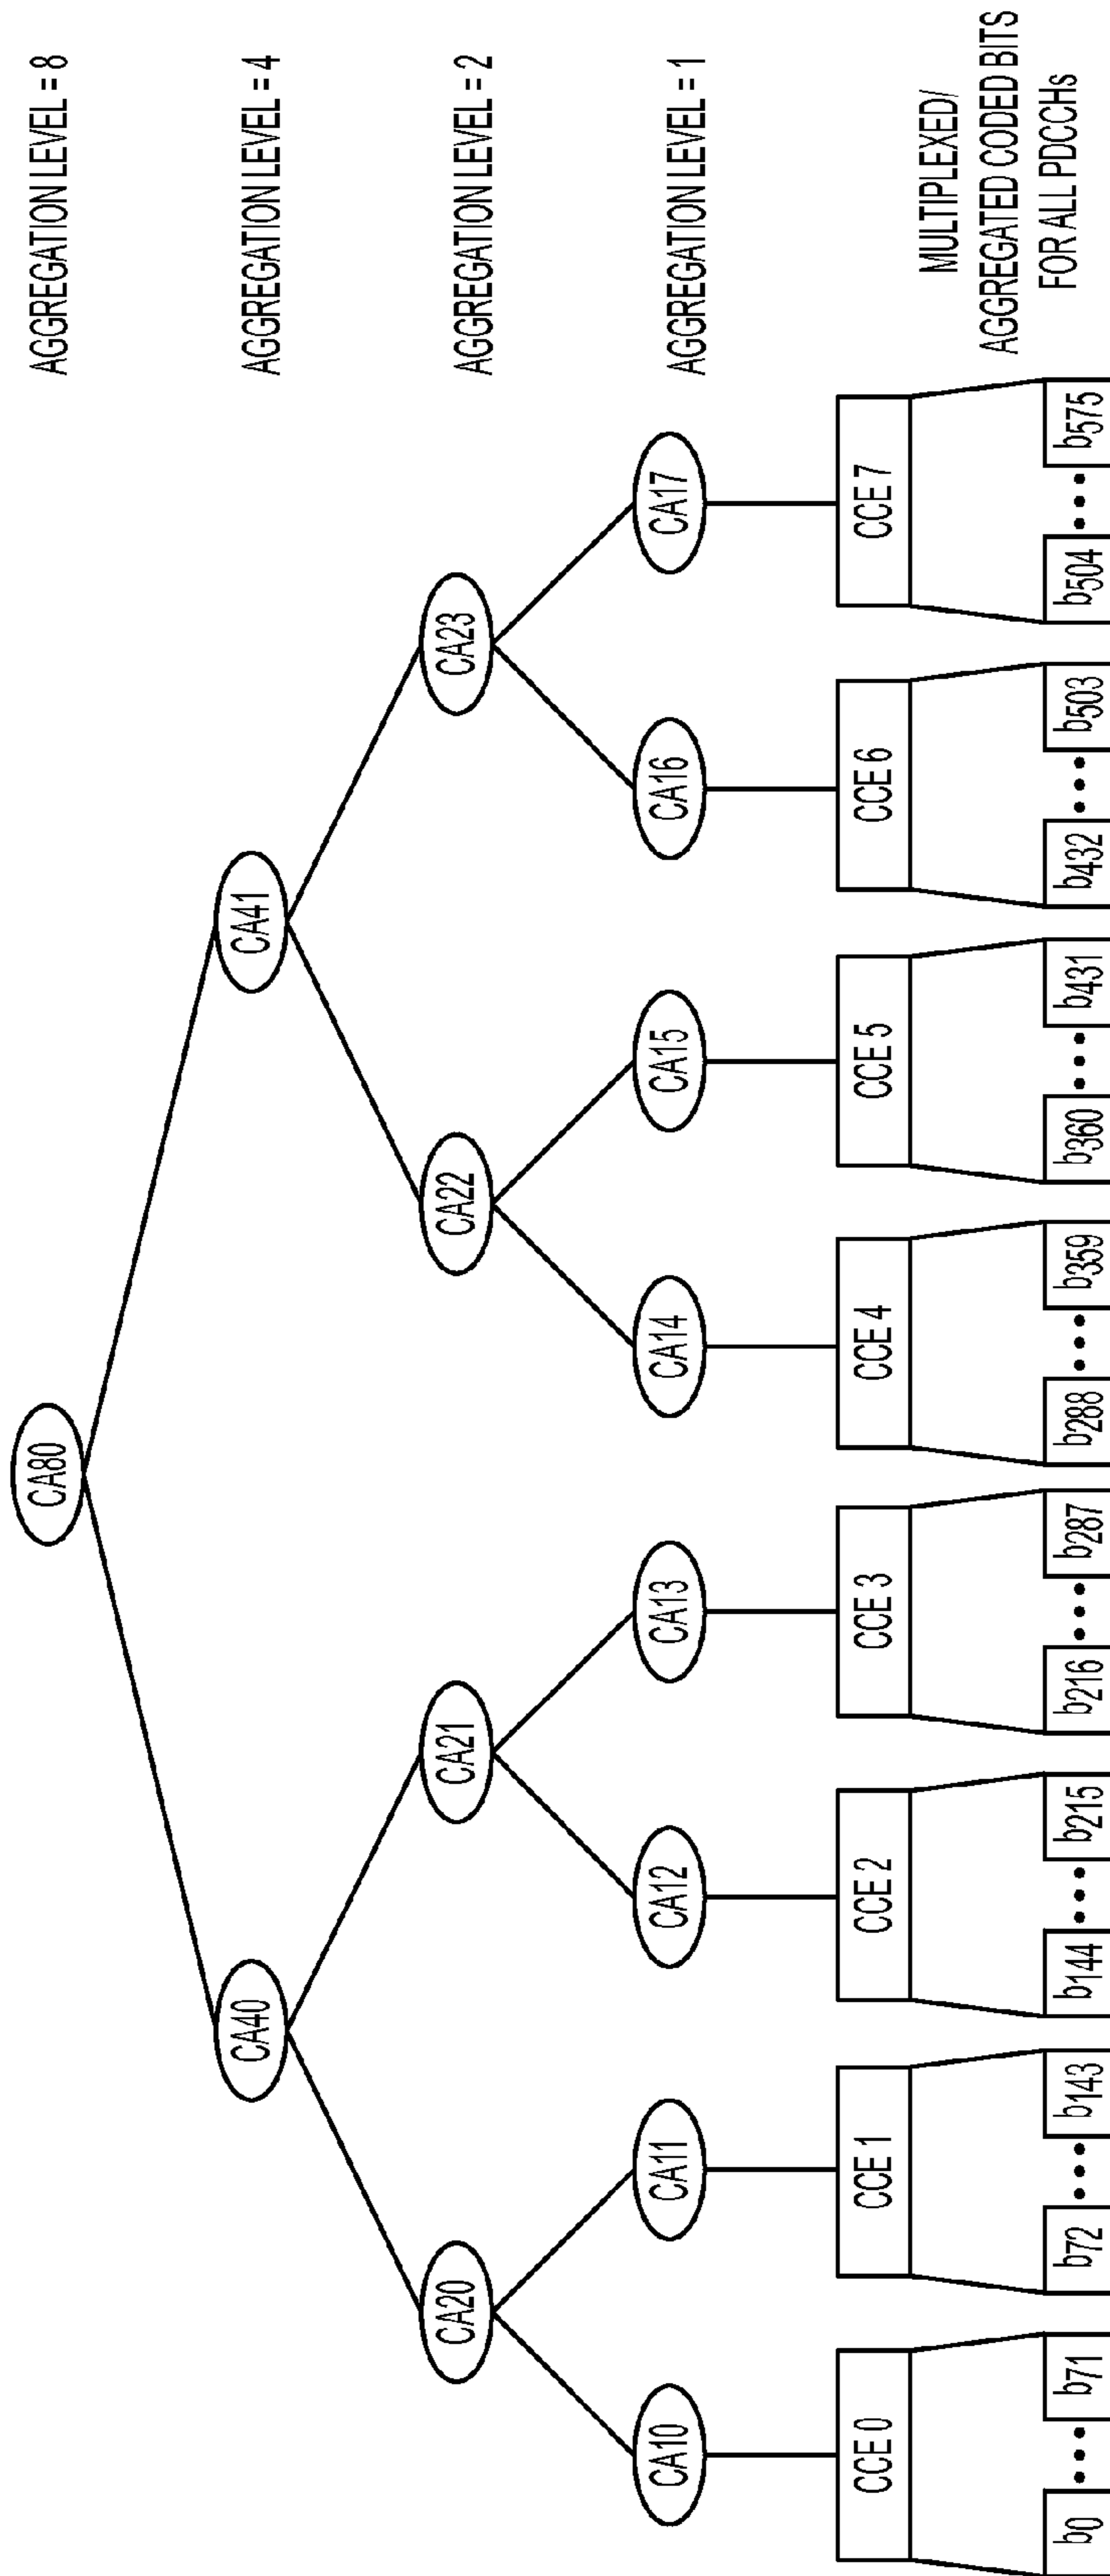 CA80
AGGREGATION LEVEL = 8
CA40
CA41
AGGREGATION LEVEL = 4
CA20
CA21
CA22
CA23
AGGREGATION LEVEL = 2
CA10
CA11
CA12
CA13
CA14
CA15
CA16
CA17
AGGREGATION LEVEL = 1
CCE 0
CCE 1
CCE 2
CCE 3
CCE 4
CCE 5
CCE 6
CCE 7
MULTIPLEXED/
AGGREGATED CODED BITS
FOR ALL PDCCHs
b0 ••• b71
b72 ••• b143
b144 ••• b215
b216 ••• b287
b288 ••• b359
b360 ••• b431
b432 ••• b503
b504 ••• b575